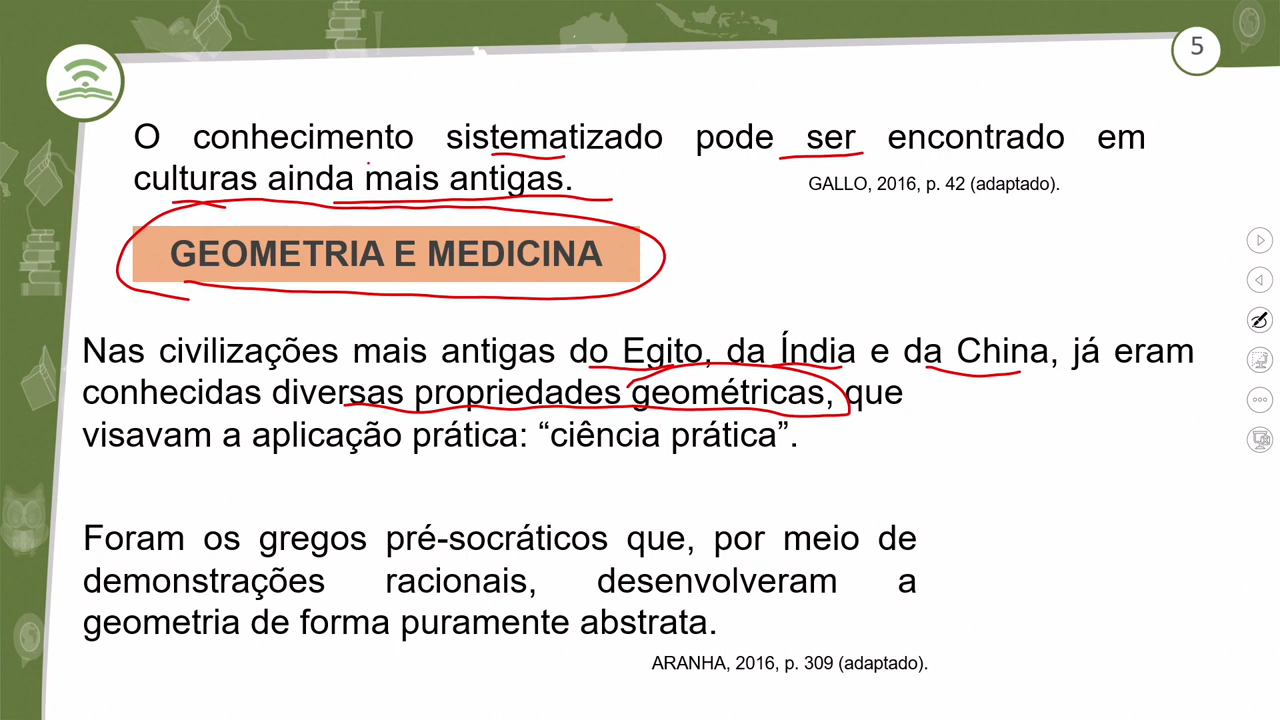 5
O conhecimento sistematizado pode ser encontrado em
culturas ainda mais antigas.
GALLO, 2016, p. 42 (adaptado).
GEOMETRIA E MEDICINA
Nas civilizações mais antigas do Egito, da Índia e da China, já eram
conhecidas diversas propriedades geométricas, que
visavam a aplicação prática: “ciência prática”.
Foram os gregos pré-socráticos que, por meio de
demonstrações racionais, desenvolveram a
geometria de forma puramente abstrata.
ARANHA, 2016, p. 309 (adaptado).